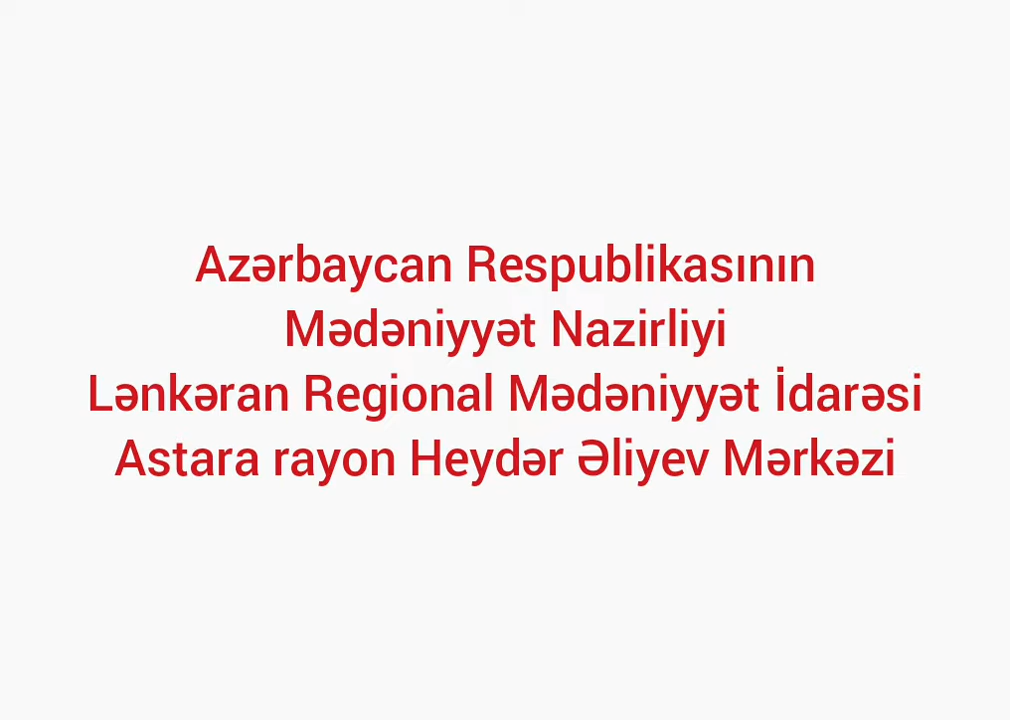 Azərbaycan Respublikasının
Mədəniyyət Nazirliyi
Lənkəran Regional Mədəniyyət İdarəsi
Astara rayon Heydər Əliyev Mərkəzi